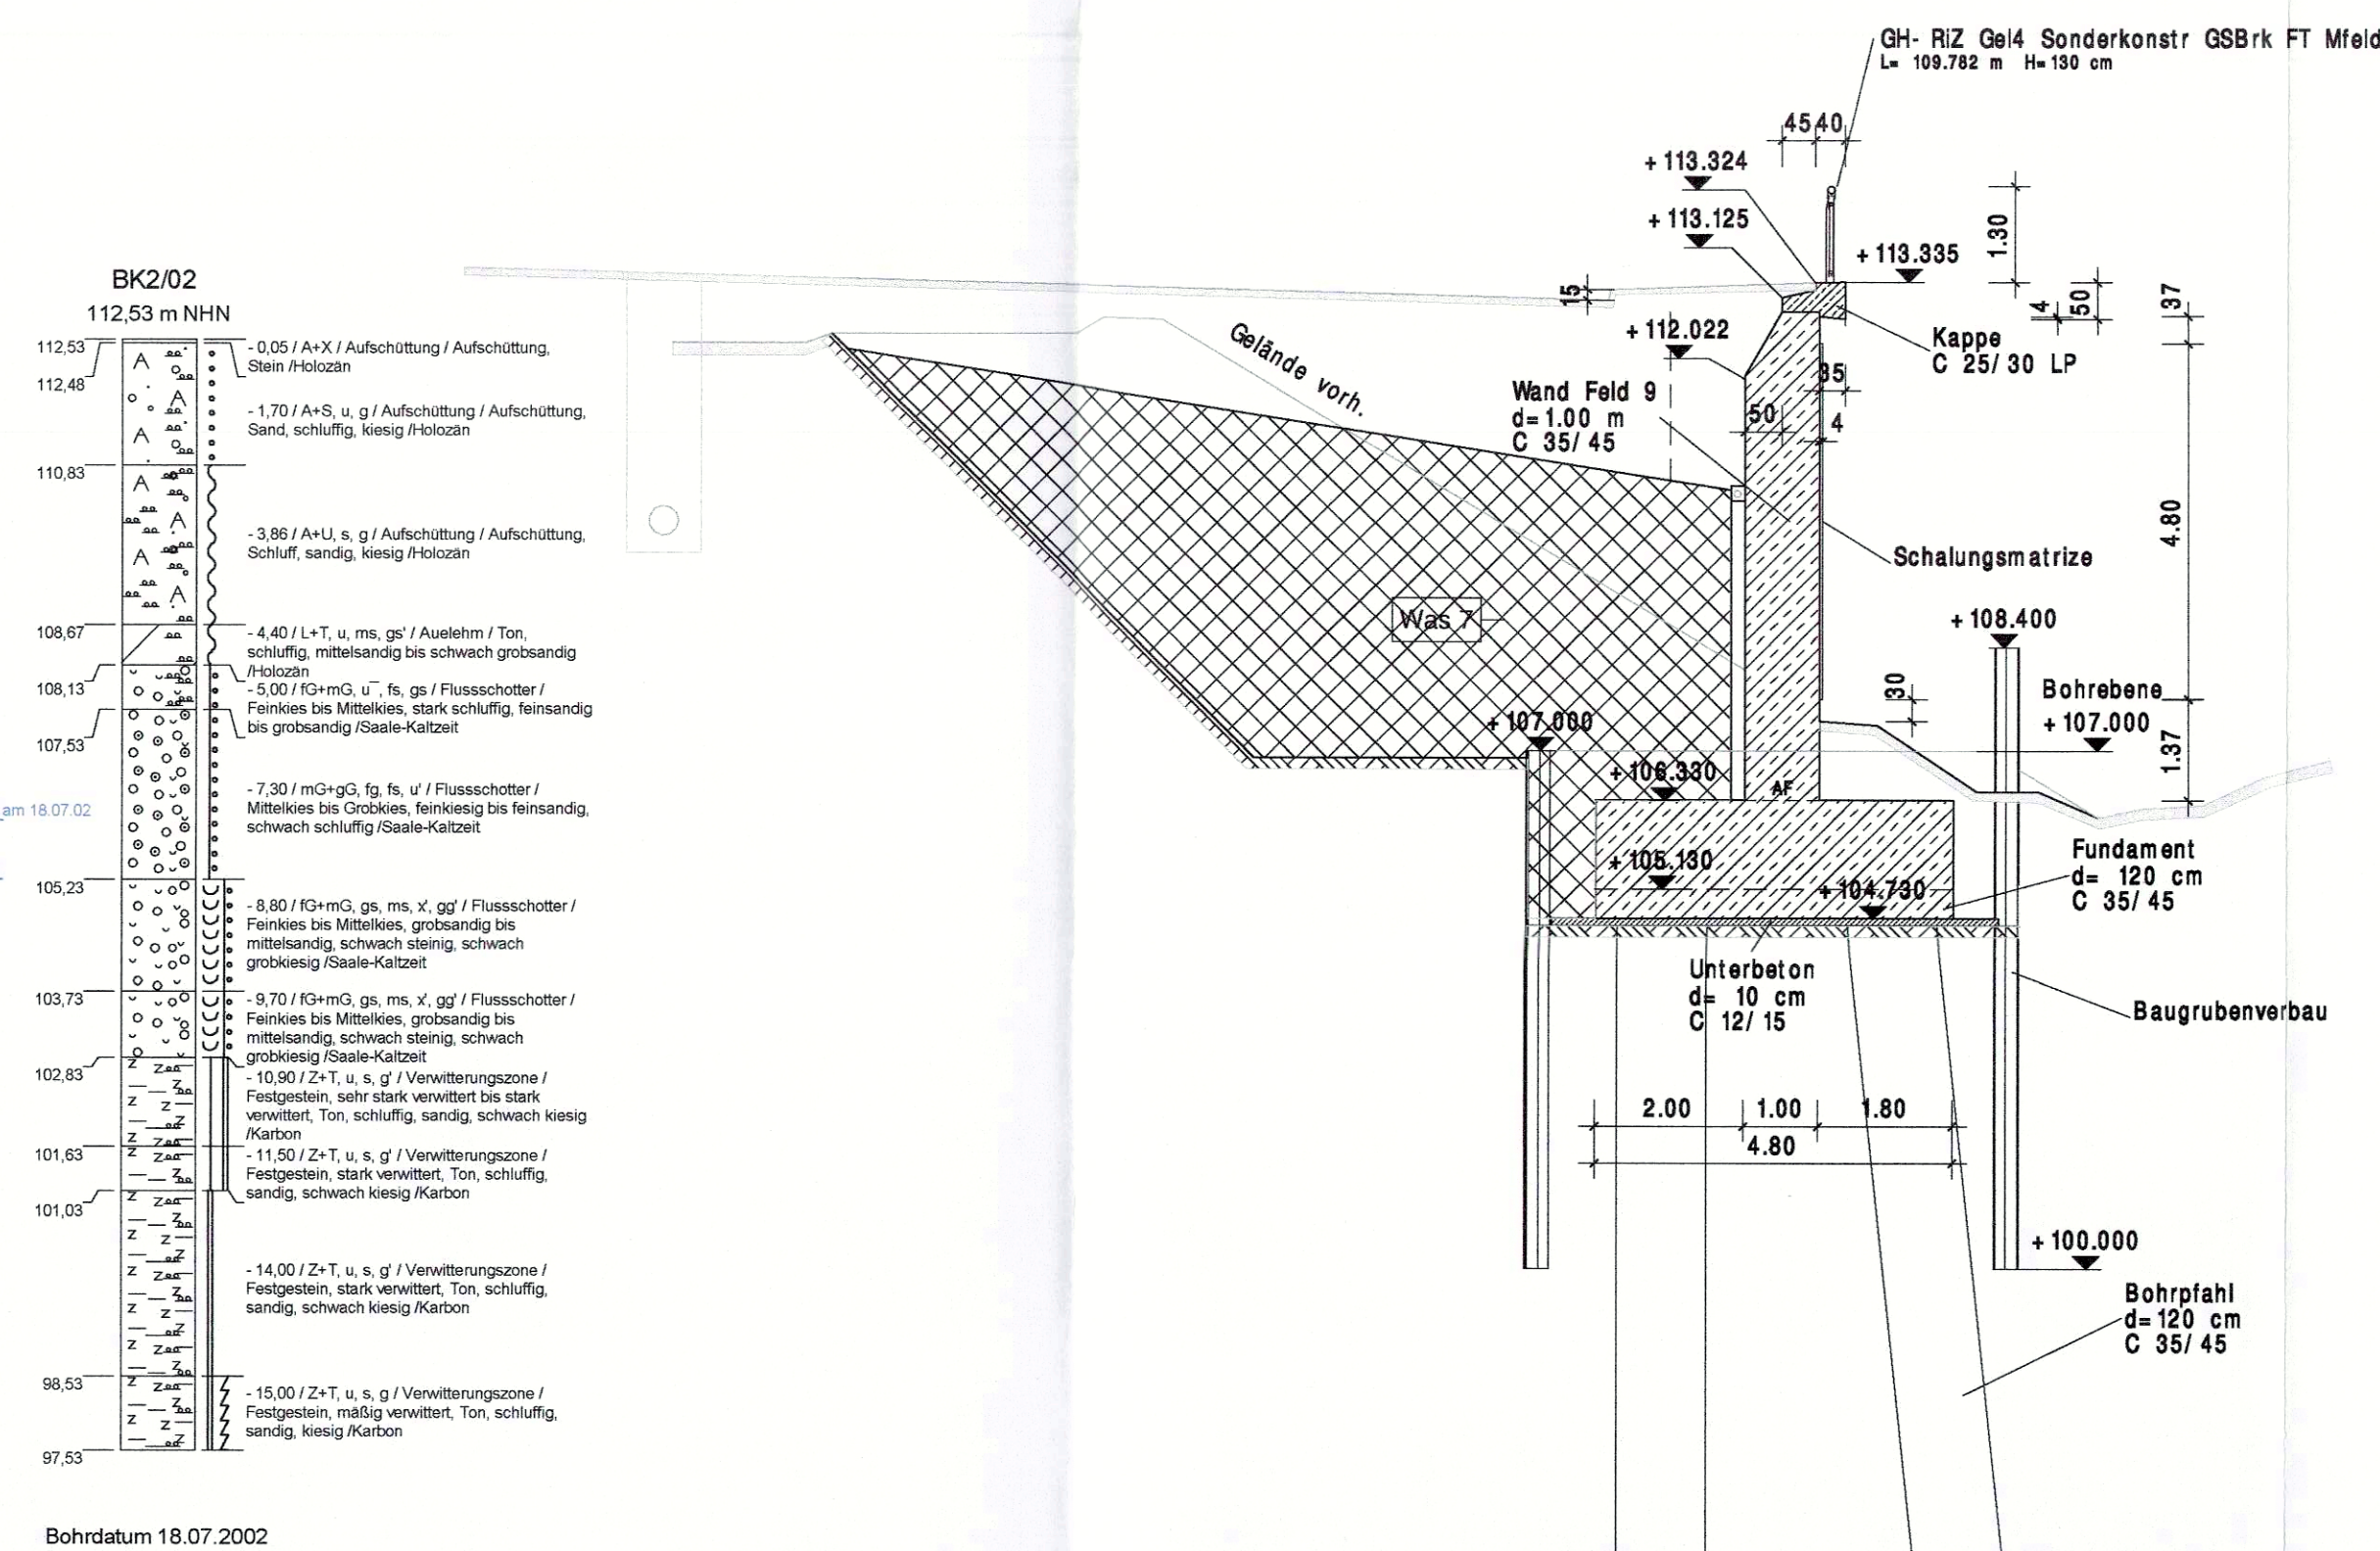 GH- RiZ Gel4 Sonderkonstr GSBrk FT Mfeld
L= 109.782 m H=130 cm
45 40
+ 113.324
+ 113.125
+ 113.335
1.30
15
4
50
37
+ 112.022
Kappe
C 25/ 30 LP
Gelände vorh.
Wand Feld 9
d=1.00 m
C 35/ 45
35
50
4
4.80
Schalungsmatrize
Was 7
+ 108.400
30
Bohrebene
+ 107.000
+ 107.000
1.37
+ 106.330
AF
+ 105.130
+ 104.730
Fundament
d= 120 cm
C 35/ 45
Unterbeton
d= 10 cm
C 12/ 15
Baugrubenverbau
2.00
1.00
1.80
4.80
+ 100.000
Bohrpfahl
d=120 cm
C 35/ 45
BK2/02
112,53 m NHN
112,53
112,48
- 0,05 / A+X / Aufschüttung / Aufschüttung,
Stein /Holozän
- 1,70 / A+S, u, g / Aufschüttung / Aufschüttung,
Sand, schluffig, kiesig /Holozän
110,83
- 3,86 / A+U, s, g / Aufschüttung / Aufschüttung,
Schluff, sandig, kiesig /Holozän
108,67
- 4,40 / L+T, u, ms, gs' / Auelehm / Ton,
schluffig, mittelsandig bis schwach grobsandig
/Holozän
108,13
- 5,00 / fG+mG, u¯, fs, gs / Flussschotter /
Feinkies bis Mittelkies, stark schluffig, feinsandig
bis grobsandig /Saale-Kaltzeit
107,53
- 7,30 / mG+gG, fg, fs, u' / Flussschotter /
Mittelkies bis Grobkies, feinkiesig bis feinsandig,
schwach schluffig /Saale-Kaltzeit
am 18.07.02
105,23
- 8,80 / fG+mG, gs, ms, x', gg' / Flussschotter /
Feinkies bis Mittelkies, grobsandig bis
mittelsandig, schwach steinig, schwach
grobkiesig /Saale-Kaltzeit
103,73
- 9,70 / fG+mG, gs, ms, x', gg' / Flussschotter /
Feinkies bis Mittelkies, grobsandig bis
mittelsandig, schwach steinig, schwach
grobkiesig /Saale-Kaltzeit
102,83
- 10,90 / Z+T, u, s, g' / Verwitterungszone /
Festgestein, sehr stark verwittert bis stark
verwittert, Ton, schluffig, sandig, schwach kiesig
/Karbon
101,63
- 11,50 / Z+T, u, s, g' / Verwitterungszone /
Festgestein, stark verwittert, Ton, schluffig,
sandig, schwach kiesig /Karbon
101,03
- 14,00 / Z+T, u, s, g' / Verwitterungszone /
Festgestein, stark verwittert, Ton, schluffig,
sandig, schwach kiesig /Karbon
98,53
- 15,00 / Z+T, u, s, g / Verwitterungszone /
Festgestein, mäßig verwittert, Ton, schluffig,
sandig, kiesig /Karbon
97,53
Bohrdatum 18.07.2002